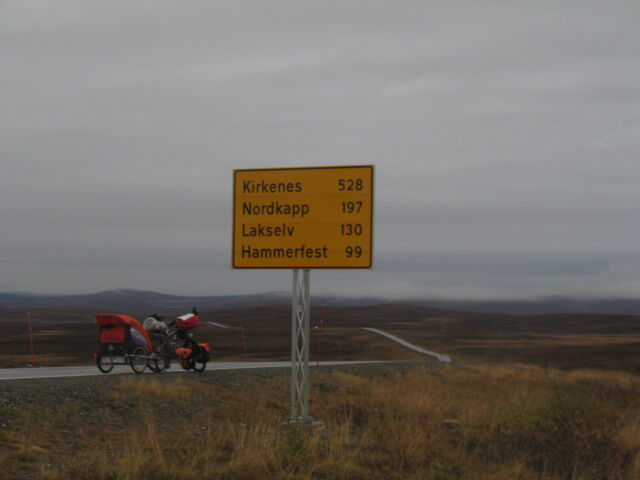 Kirkenes 528
Nordkapp 197
Lakselv 130
Hammerfest 99